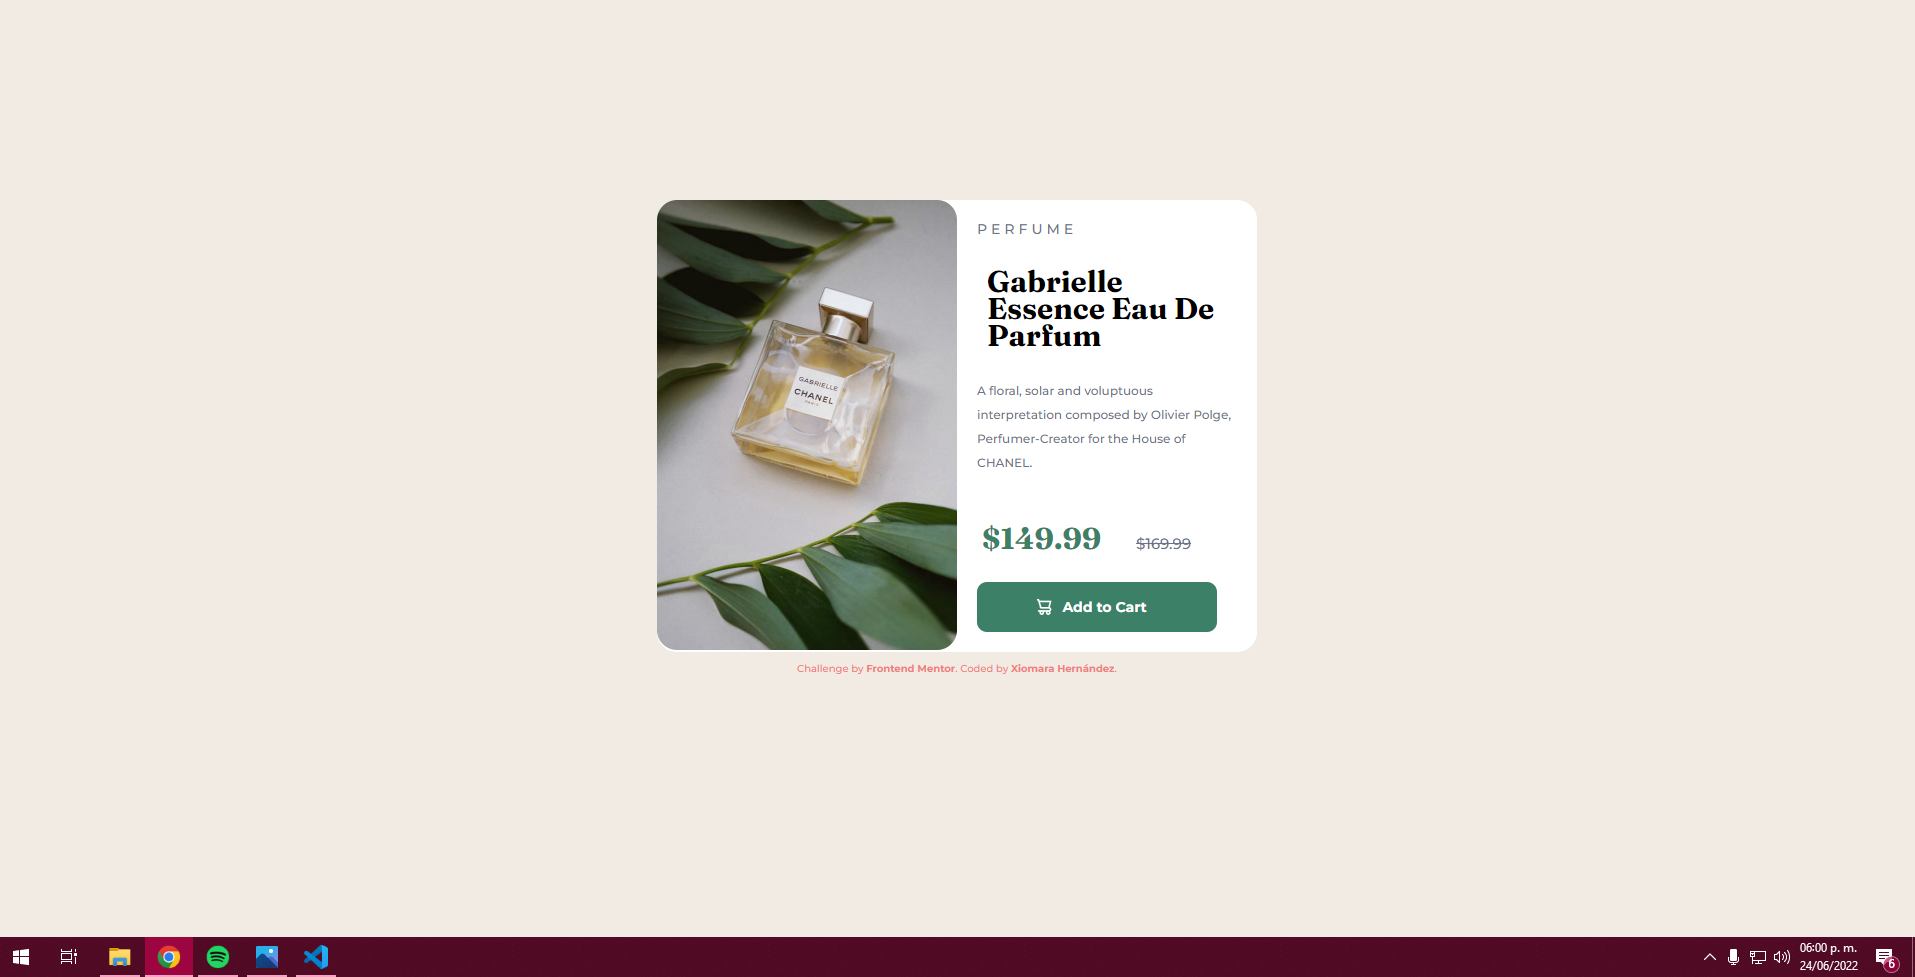 PERFUME
Gabrielle
Essence Eau De
Parfum
GABRIELLE
CHANEL
PARIS
A floral, solar and voluptuous
interpretation composed by Olivier Polge,
Perfumer-Creator for the House of
CHANEL.
$149.99 $169.99
Add to Cart
Challenge by Frontend Mentor. Coded by Xiomara Hernández.
06:00 p. m.
24/06/2022
6